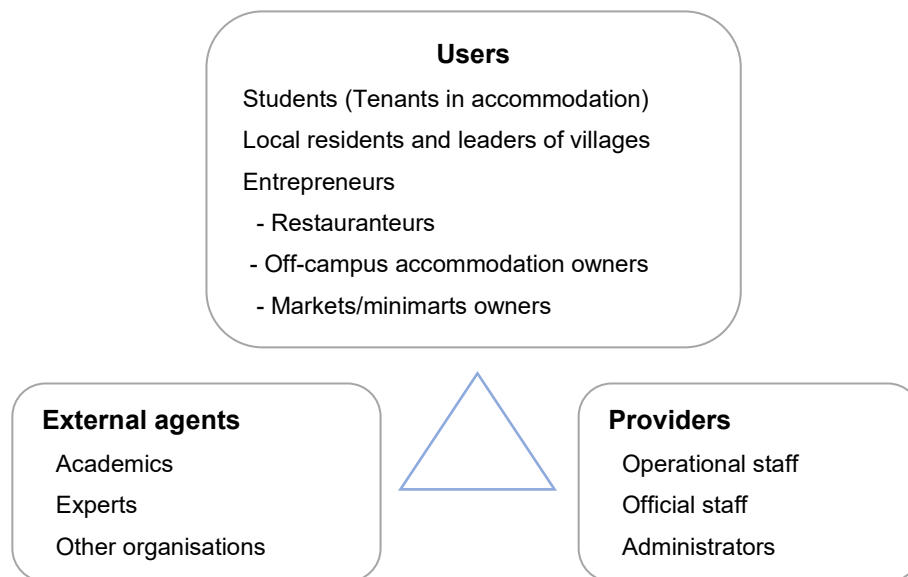 Users
Students (Tenants in accommodation)
Local residents and leaders of villages
Entrepreneurs
- Restauranteurs
- Off-campus accommodation owners
- Markets/minimarts owners
External agents
Academics
Experts
Other organisations
Providers
Operational staff
Official staff
Administrators